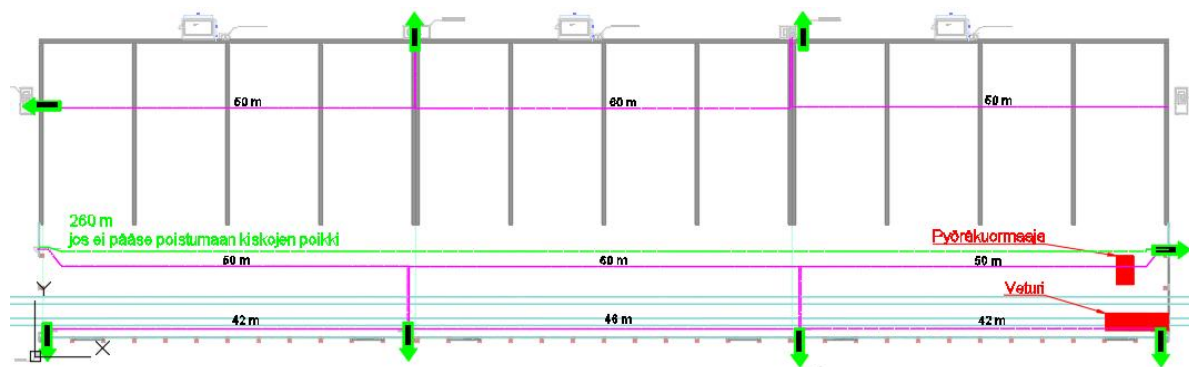 50 m
60 m
50 m
260 m
jos ei pääse poistumaan kiskojen poikki
Pyöräkuormaaja
50 m
60 m
50 m
Veturi
Y
42 m
46 m
42 m
X